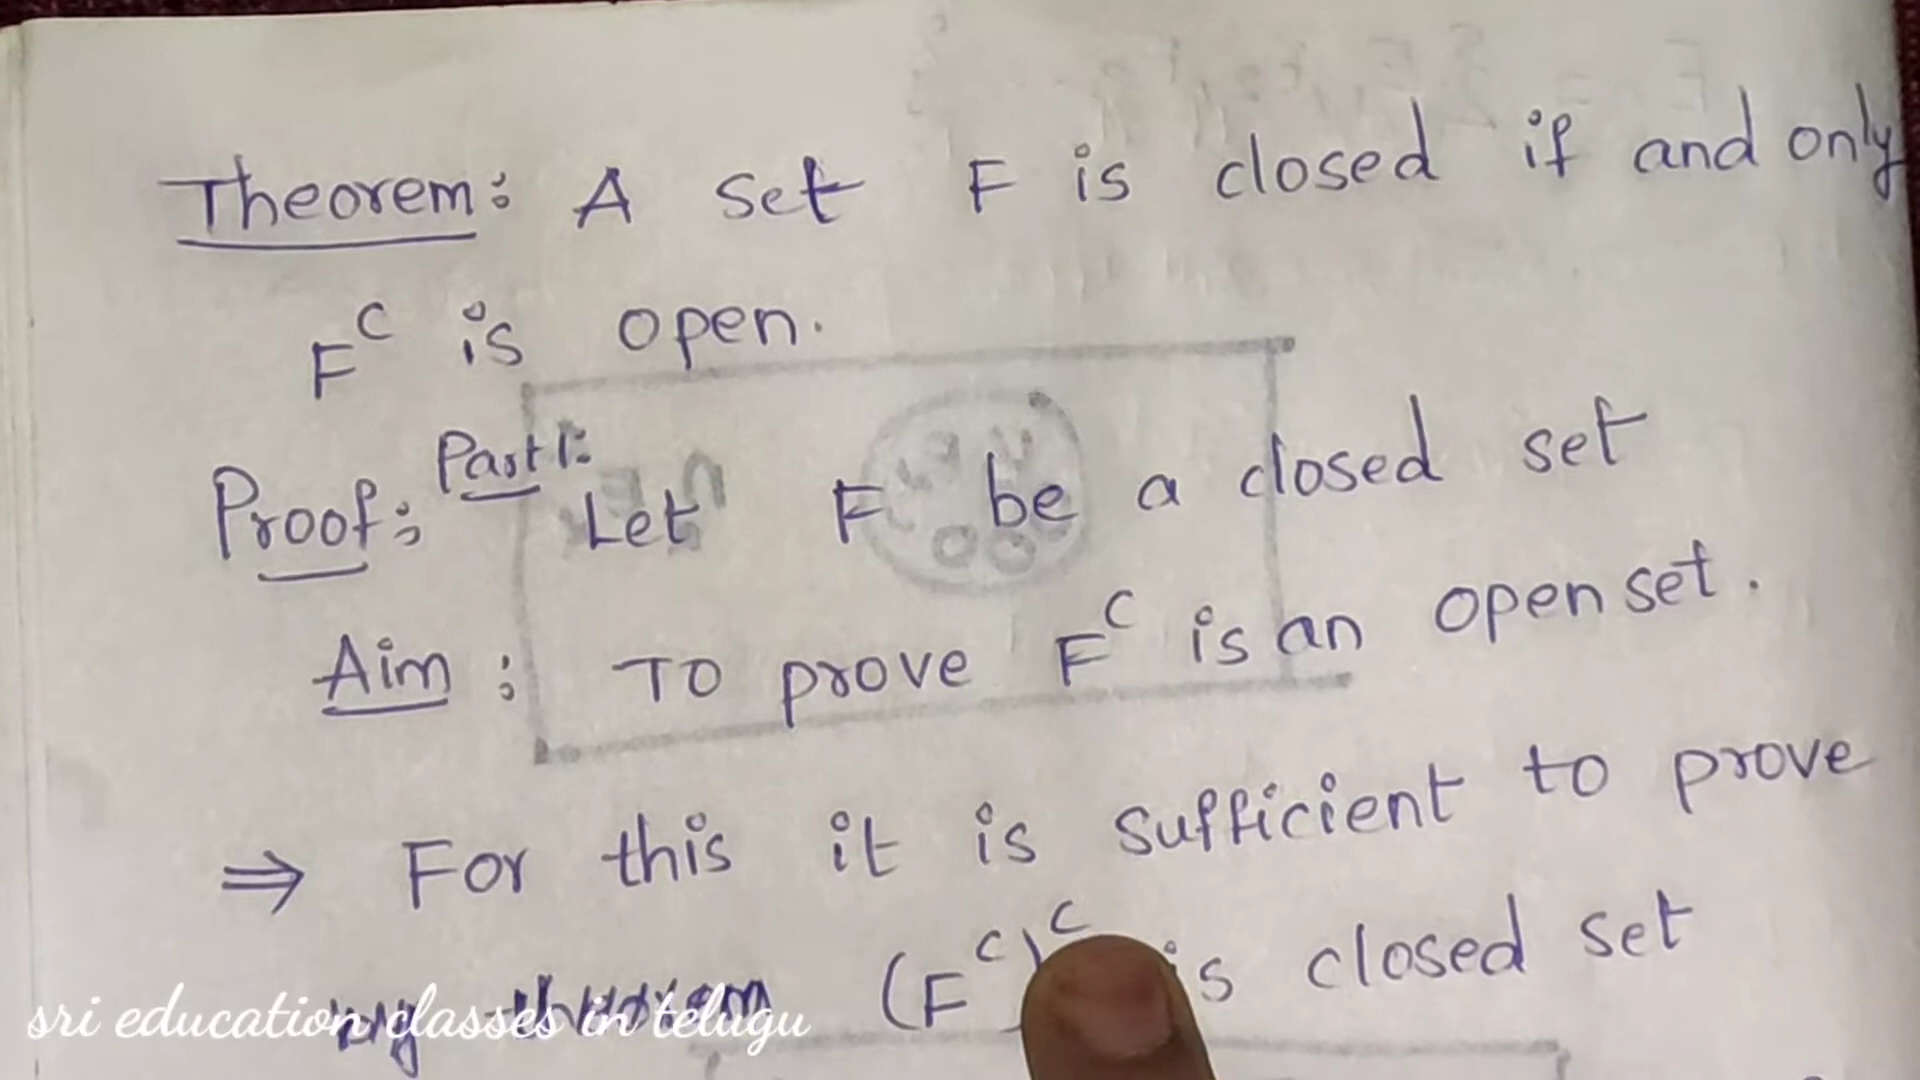 Theorem: A set F is closed if and only
F^C is open.
Proof: Part 1: Let F be a closed set
Aim: To prove F^C is an open set.
⇒ For this it is sufficient to prove
(F^C)^C is closed set
sri education classes in telugu